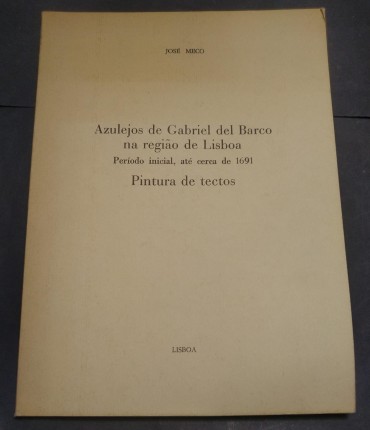 JOSÉ MECO
Azulejos de Gabriel del Barco
na região de Lisboa
Período inicial, até cerca de 1691
Pintura de tectos
LISBOA